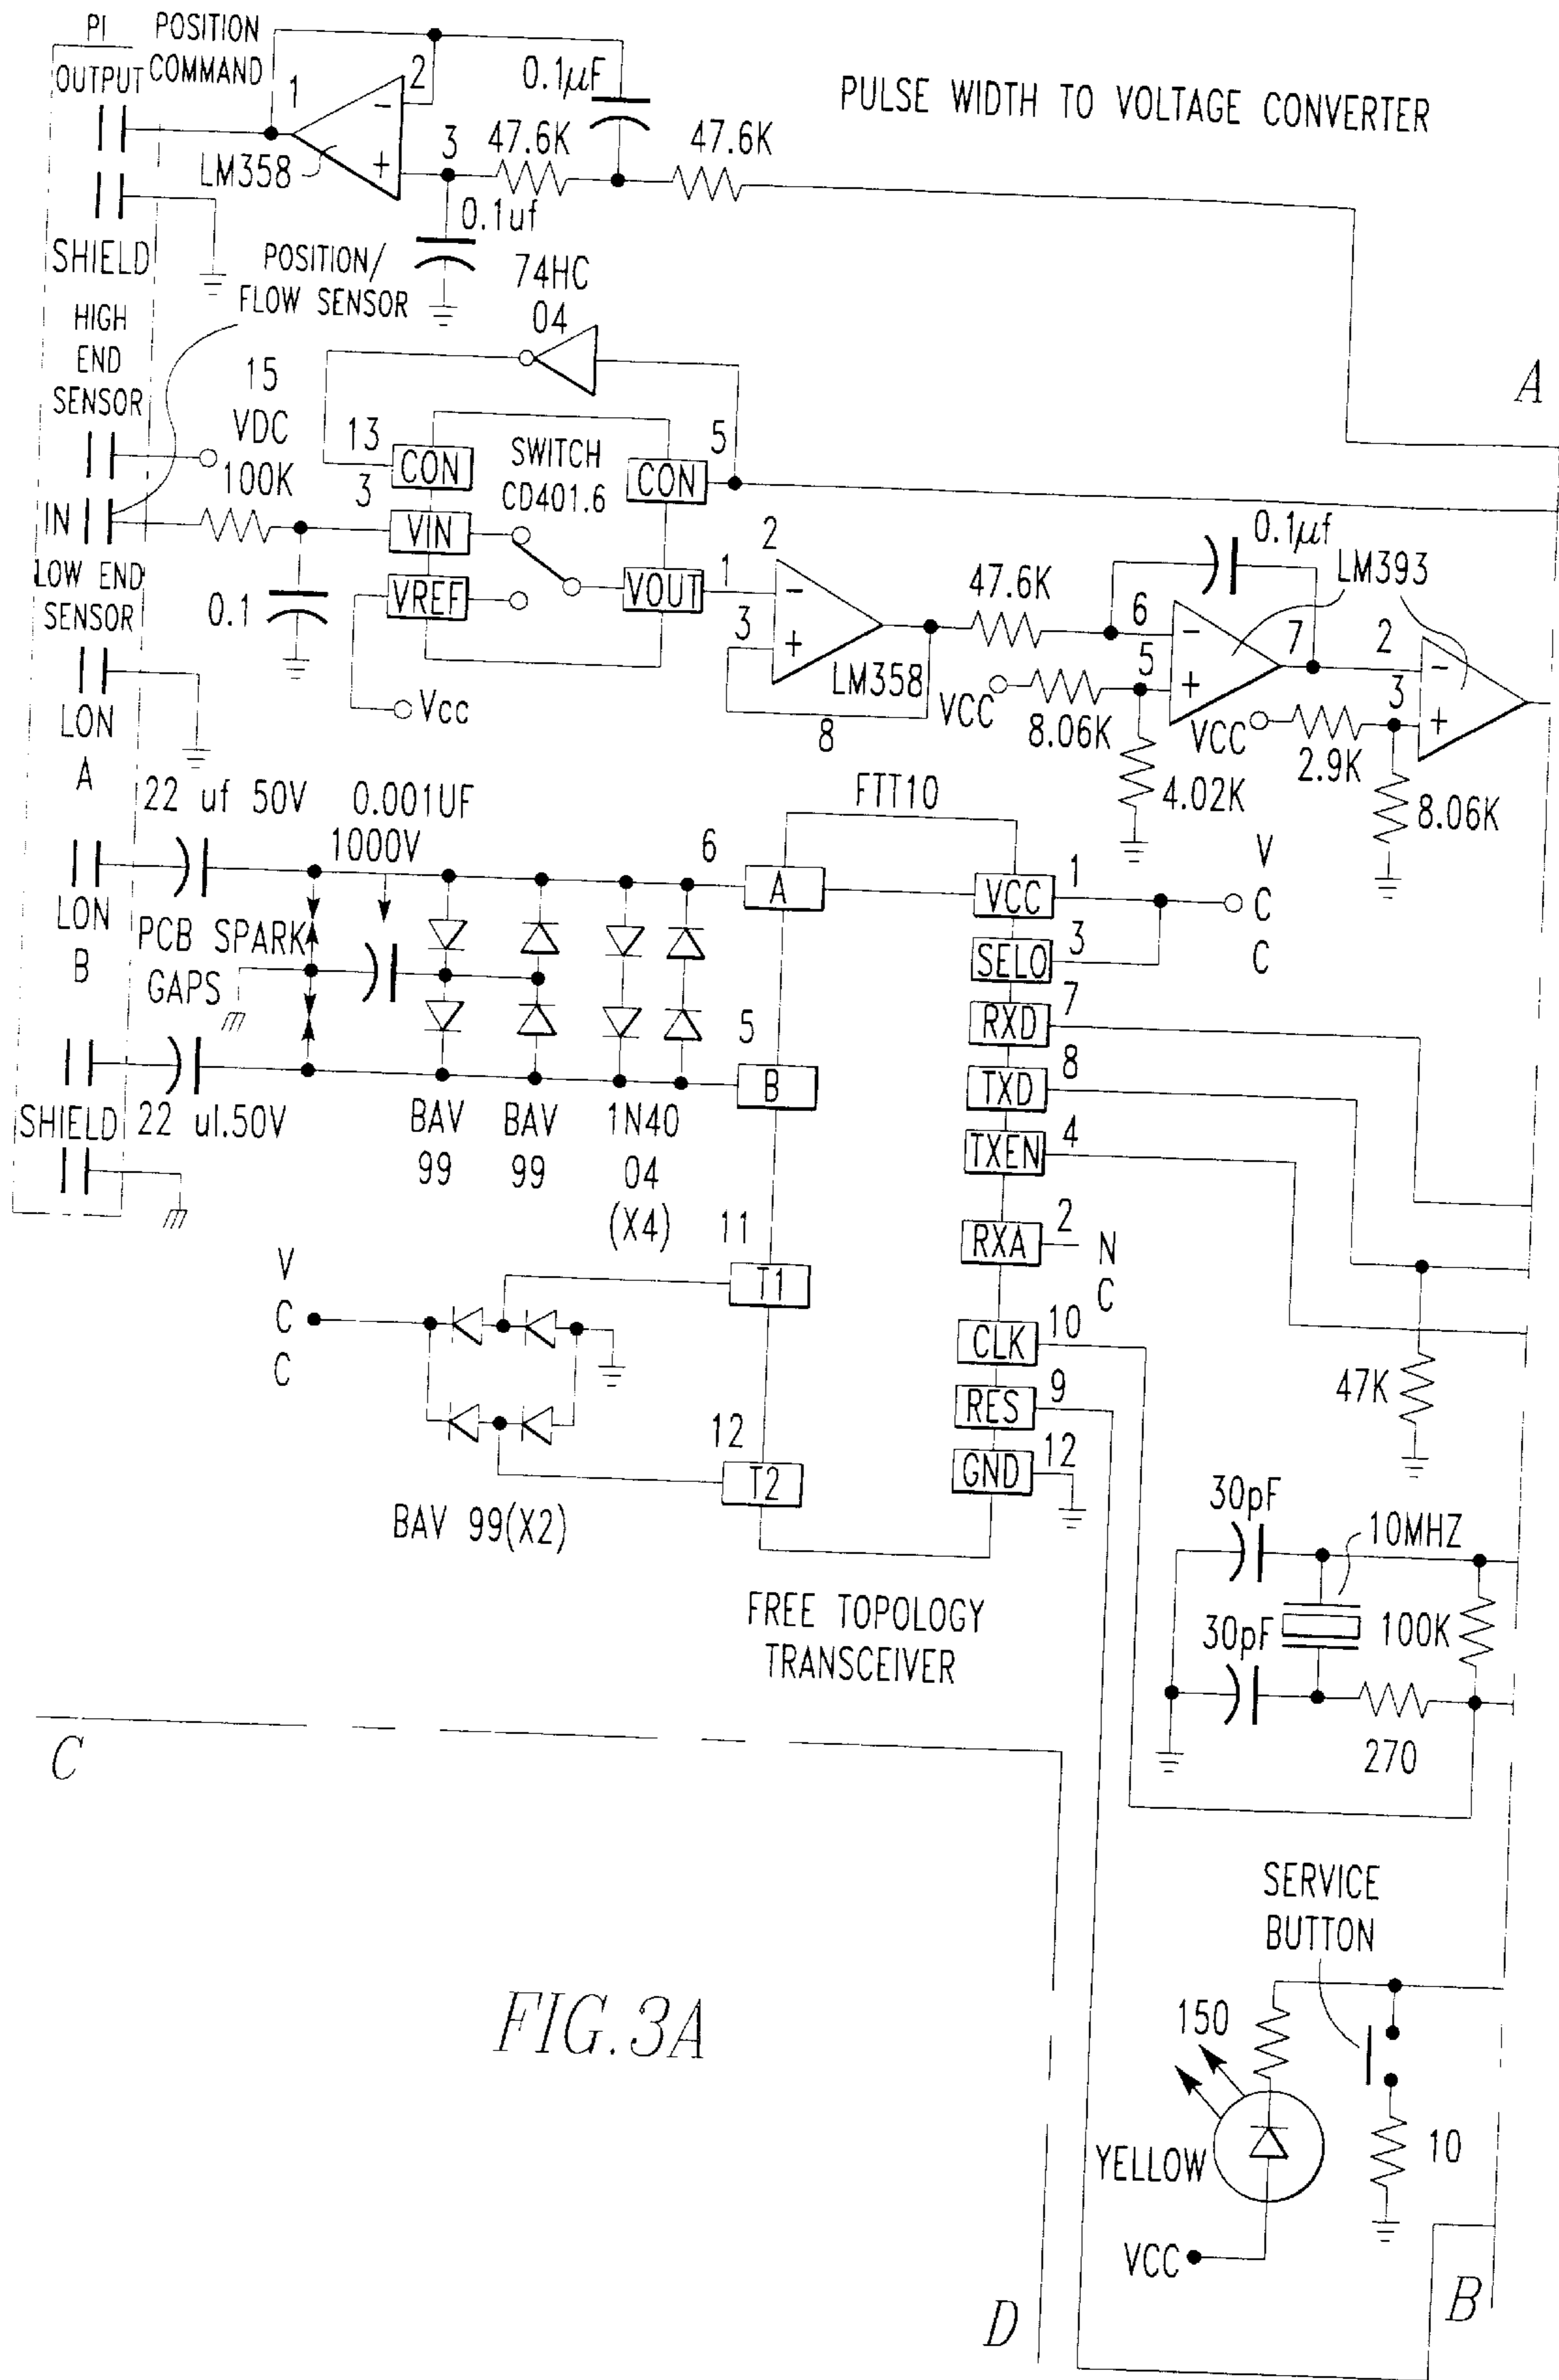 PI
OUTPUT
POSITION
COMMAND
1
2
3
LM358
0.1µF
47.6K
47.6K
0.1uf
PULSE WIDTH TO VOLTAGE CONVERTER
SHIELD
POSITION/
FLOW SENSOR
74HC
04
HIGH
END
SENSOR
15
VDC
100K
13
CON
3
SWITCH
CD401.6
5
CON
A
IN
VIN
LOW END
SENSOR
0.1
VREF
VOUT
1
2
3
8
LM358
Vcc
47.6K
0.1µf
LM393
6
5
7
2
3
VCC
8.06K
4.02K
VCC
2.9K
8.06K
LON
A
22 uf 50V
0.001UF
1000V
FTT10
6
A
VCC
1
V
C
C
SELO
3
LON
B
PCB SPARK
GAPS
RXD
7
5
B
TXD
8
SHIELD
22 ul.50V
BAV
99
BAV
99
1N40
04
(X4)
TXEN
4
11
T1
RXA
2
N
C
V
C
C
CLK
10
47K
RES
9
12
T2
GND
12
BAV 99(X2)
30pF
10MHZ
30pF
100K
270
FREE TOPOLOGY
TRANSCEIVER
C
SERVICE
BUTTON
150
YELLOW
10
VCC
FIG.3A
D
B